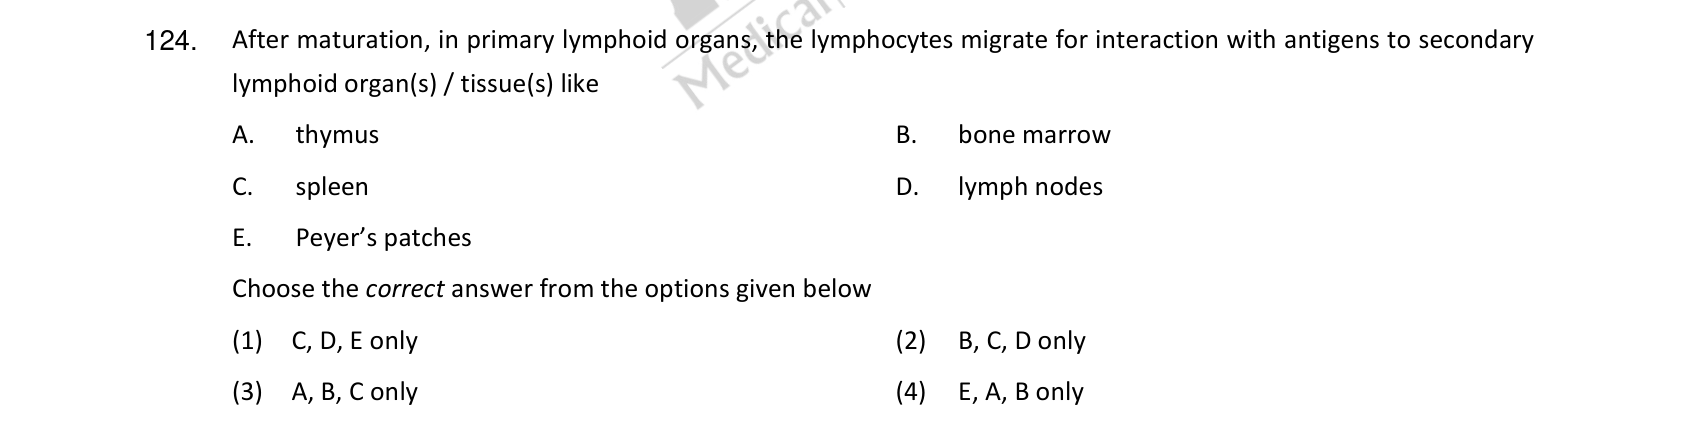 124. After maturation, in primary lymphoid organs, the lymphocytes migrate for interaction with antigens to secondary
lymphoid organ(s) / tissue(s) like
A. thymus B. bone marrow
C. spleen D. lymph nodes
E. Peyer’s patches
Choose the correct answer from the options given below
(1) C, D, E only (2) B, C, D only
(3) A, B, C only (4) E, A, B only